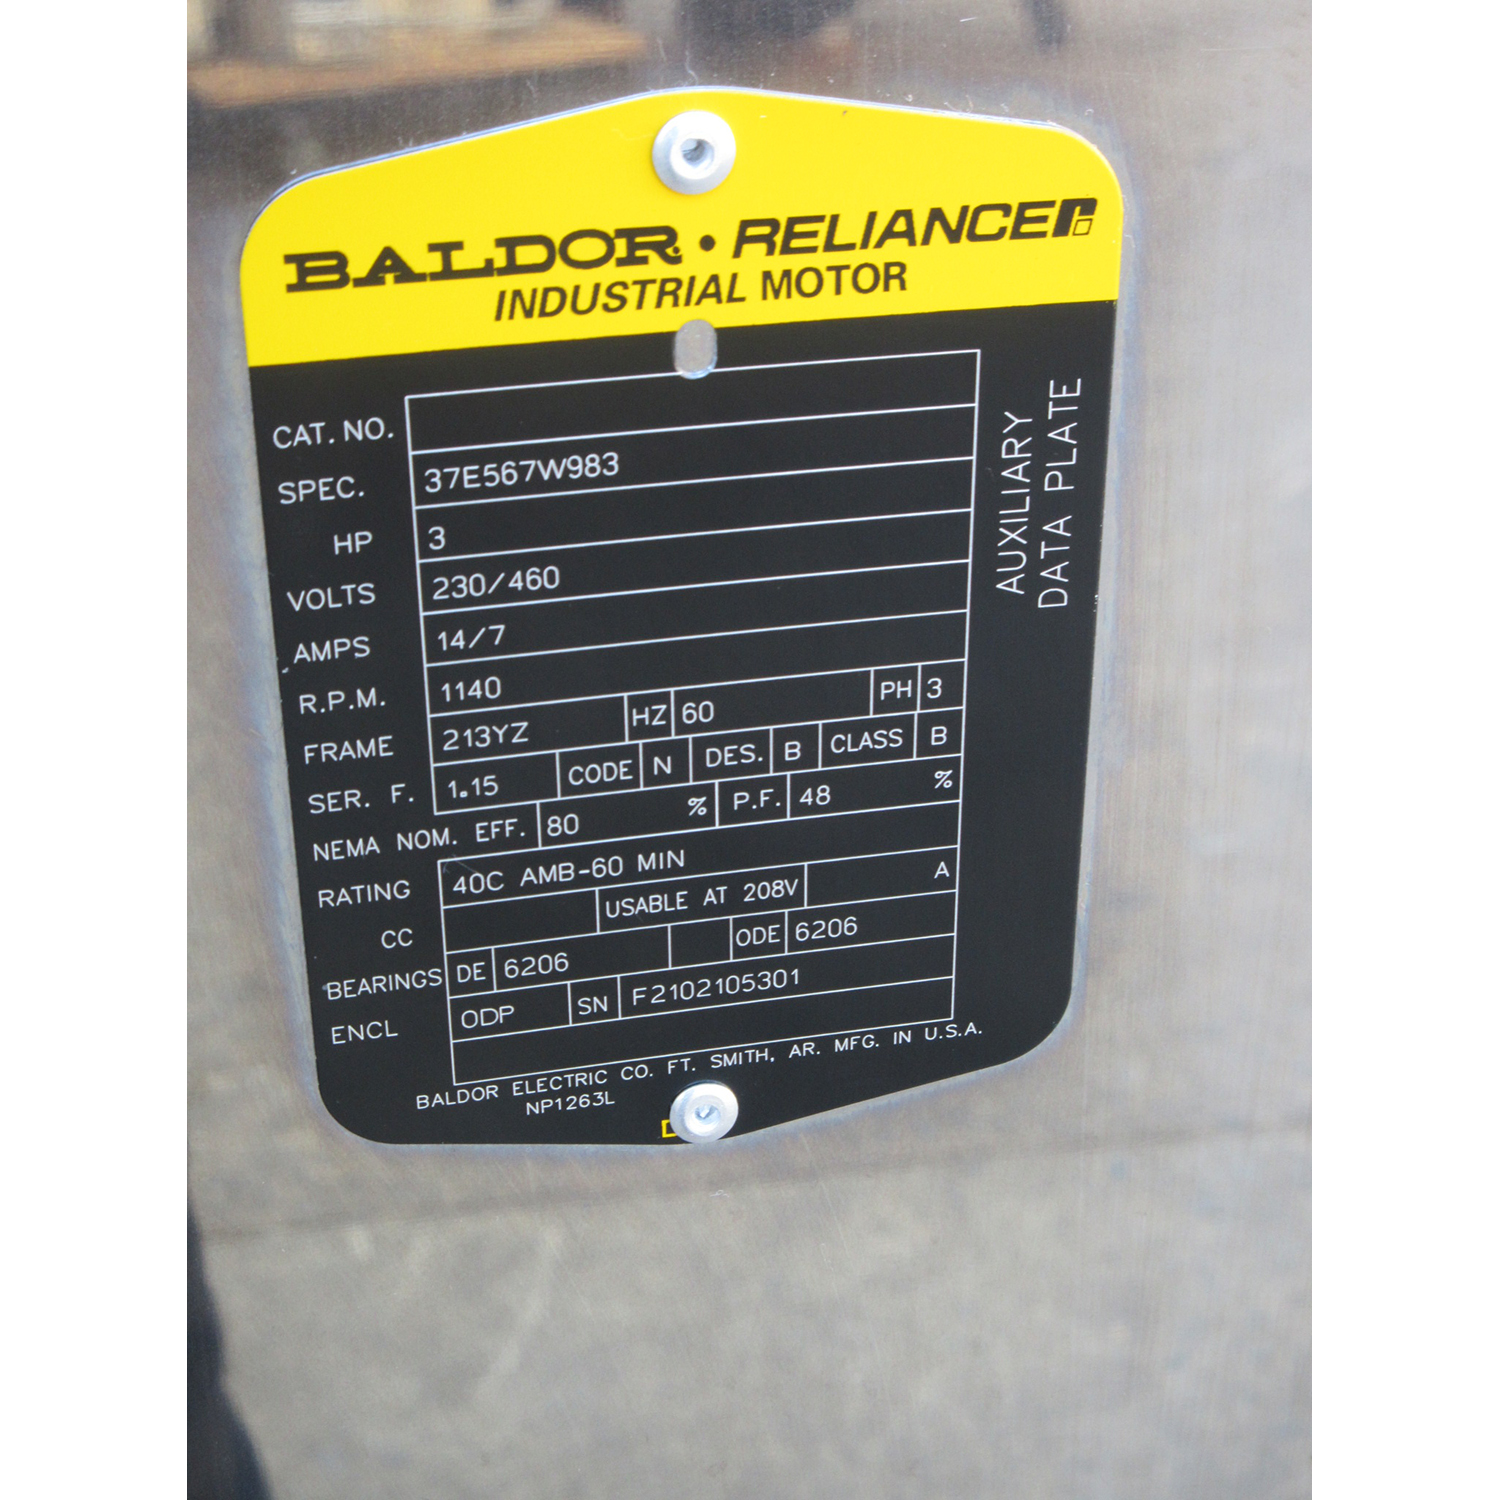 BALDOR • RELIANCE
INDUSTRIAL MOTOR
CAT. NO.
SPEC. 37E567W983
HP 3
VOLTS 230/460
AMPS 14/7
R.P.M. 1140
FRAME 213YZ HZ 60 PH 3
SER. F. 1.15 CODE N DES. B CLASS B
NEMA NOM. EFF. 80 % P.F. 48 %
RATING 40C AMB-60 MIN
CC USABLE AT 208V A
BEARINGS DE 6206 ODE 6206
ENCL ODP SN F2102105301
BALDOR ELECTRIC CO. FT. SMITH, AR. MFG. IN U.S.A.
NP1263L
AUXILIARY
DATA PLATE